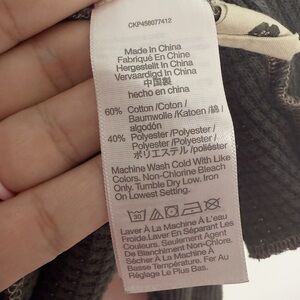 CKP458077412
Made In China
Fabriqué En Chine
Hergestellt In China
Vervaardigd In China
中国製
hecho en china
60% Cotton /Coton /
Baumwolle /Katoen /綿 /
algodón
40% Polyester /Polyester /
Polyester /Polyester /
ポリエステル /poliéster
Machine Wash Cold With Like
Colors. Non-Chlorine Bleach
Only. Tumble Dry Low. Iron
On Lowest Setting.
Laver À La Machine À L'eau
Froide.Laver En Séparant Les
Couleurs. Seulement Agent
De Blanchiment Non-Chlore.
Sécher À La Machine À
Basse Température. Fer Au
Réglage Le Plus Bas.